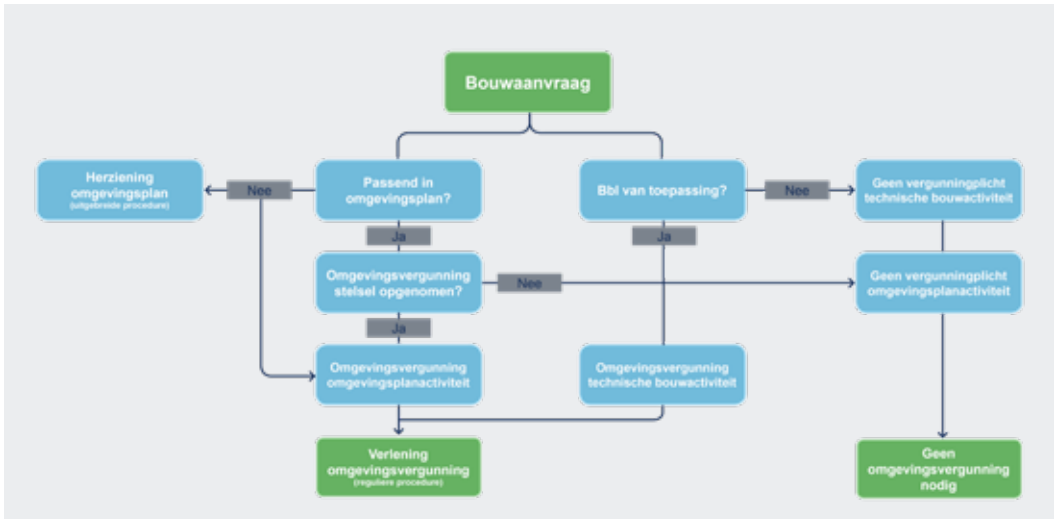 Bouwaanvraag
Herziening
omgevingsplan
(uitgebreide procedure)
Nee
Passend in
omgevingsplan?
Bbl van toepassing?
Nee
Geen vergunningplicht
technische bouwactiviteit
Ja
Ja
Omgevingsvergunning
stelsel opgenomen?
Nee
Geen vergunningplicht
omgevingsplanactiviteit
Ja
Omgevingsvergunning
omgevingsplanactiviteit
Omgevingsvergunning
technische bouwactiviteit
Verlening
omgevingsvergunning
(reguliere procedure)
Geen
omgevingsvergunning
nodig